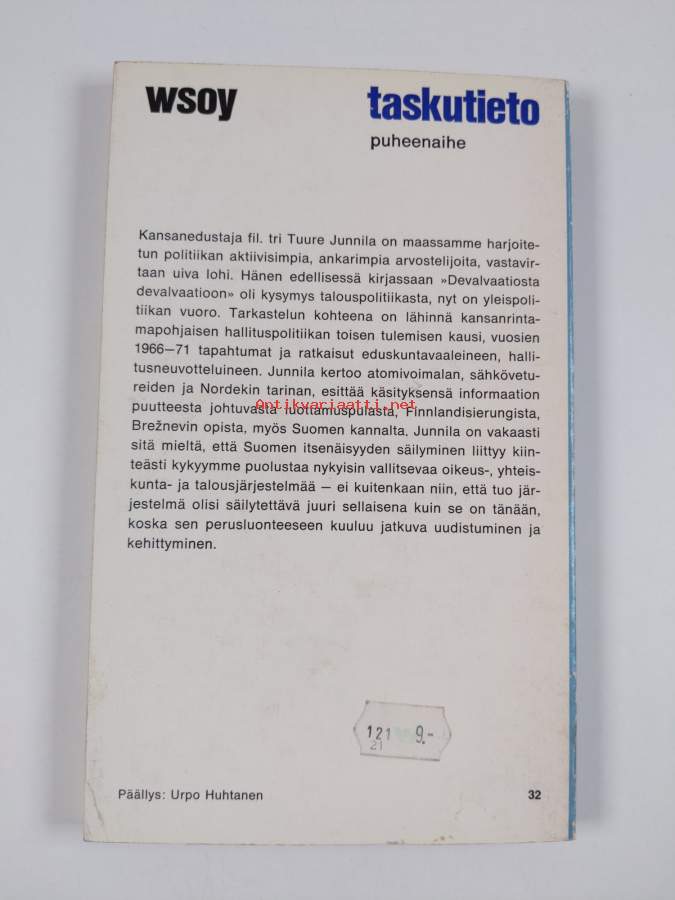 wsoy
taskutieto
puheenaihe
Kansanedustaja fil. tri Tuure Junnila on maassamme harjoite-
tun politiikan aktiivisimpia, ankarimpia arvostelijoita, vastavir-
taan uiva lohi. Hänen edellisessä kirjassaan »Devalvaatiosta
devalvaatioon» oli kysymys talouspolitiikasta, nyt on yleispoli-
tiikan vuoro. Tarkastelun kohteena on lähinnä kansanrinta-
mapohjaisen hallituspolitiikan toisen tulemisen kausi, vuosien
1966–71 tapahtumat ja ratkaisut eduskuntavaaleineen, halli-
tusneuvotteluineen. Junnila kertoo atomivoimalan, sähkövetu-
reiden ja Nordekin tarinan, esittää käsityksensä informaation
puutteesta johtuvasta luottamuspulasta, Finnlandisierungista,
Antikvariaatti.net
Brežnevin opista, myös Suomen kannalta. Junnila on vakaasti
sitä mieltä, että Suomen itsenäisyyden säilyminen liittyy kiin-
teästi kykyymme puolustaa nykyisin vallitsevaa oikeus-, yhteis-
kunta- ja talousjärjestelmää — ei kuitenkaan niin, että tuo jär-
jestelmä olisi säilytettävä juuri sellaisena kuin se on tänään,
koska sen perusluonteeseen kuuluu jatkuva uudistuminen ja
kehittyminen.
121 9.-
21
Päällys: Urpo Huhtanen
32